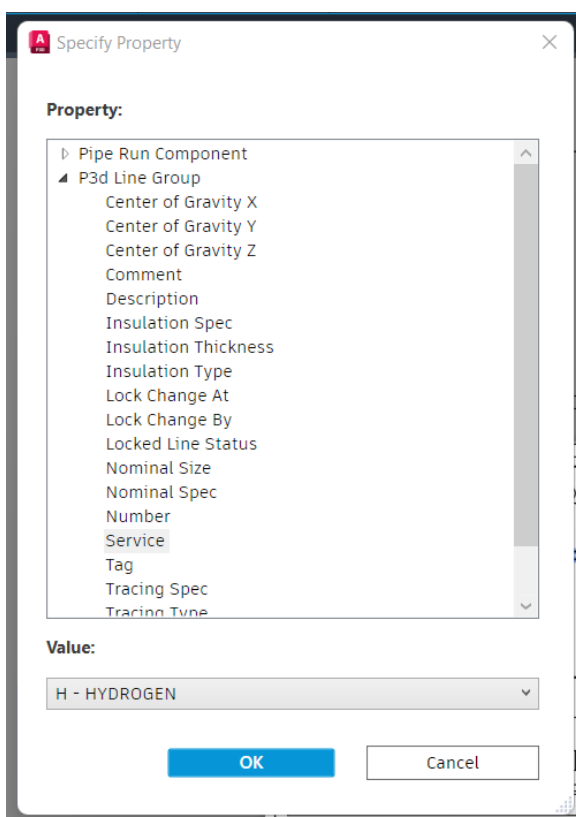 Specify Property
Property:
Pipe Run Component
P3d Line Group
Center of Gravity X
Center of Gravity Y
Center of Gravity Z
Comment
Description
Insulation Spec
Insulation Thickness
Insulation Type
Lock Change At
Lock Change By
Locked Line Status
Nominal Size
Nominal Spec
Number
Service
Tag
Tracing Spec
Tracing Type
Value:
H - HYDROGEN
OK Cancel